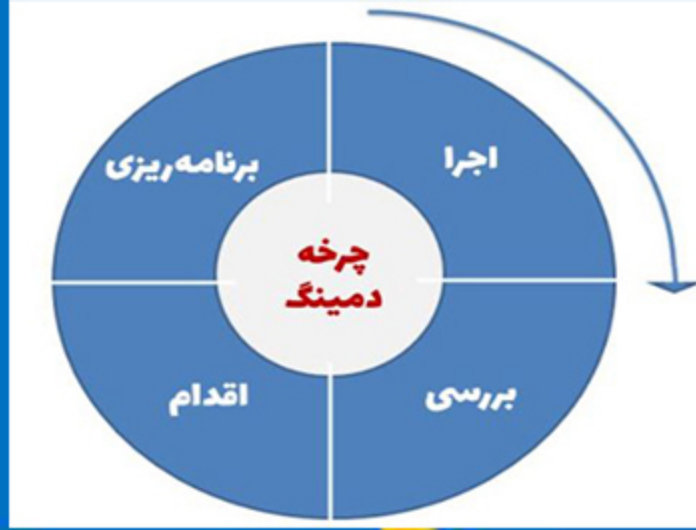 اجرا
برنامه‌ریزی
چرخه
دمینگ
بررسی
اقدام